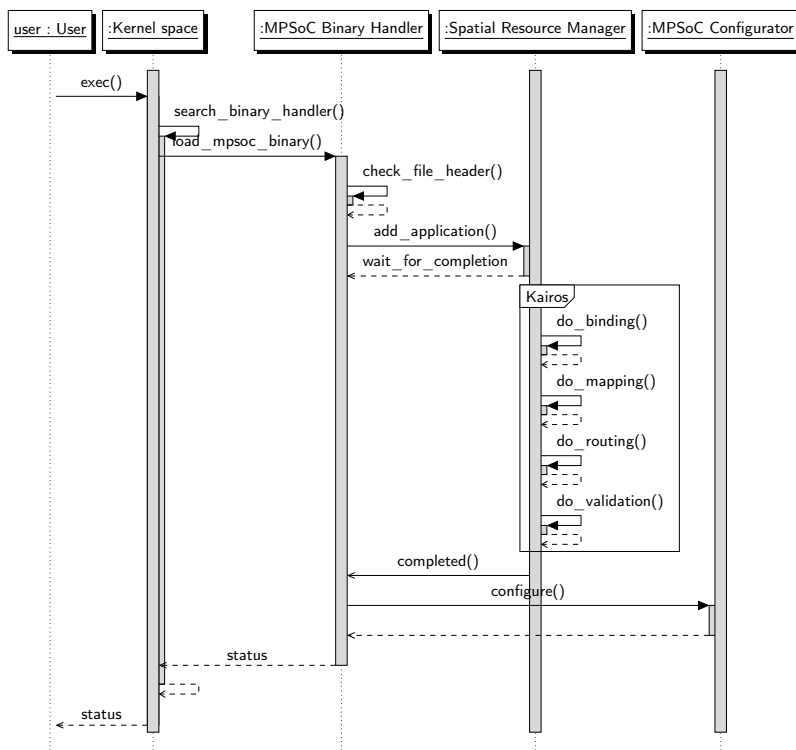 user : User
:Kernel space
:MPSoC Binary Handler
:Spatial Resource Manager
:MPSoC Configurator
exec()
search_binary_handler()
load_mpsoc_binary()
check_file_header()
add_application()
wait_for_completion
Kairos
do_binding()
do_mapping()
do_routing()
do_validation()
completed()
configure()
status
status